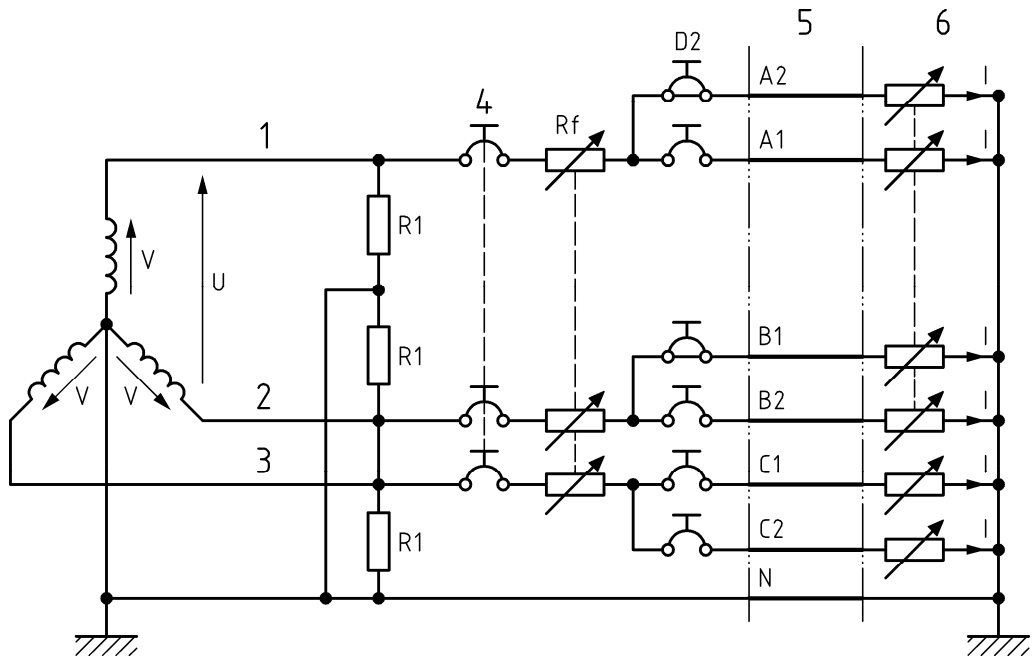 5 6
D2
A2 I
4 Rf
1 A1 I
R1
V U
B1 I
R1
V V 2 B2 I
3 C1 I
R1 C2 I
N